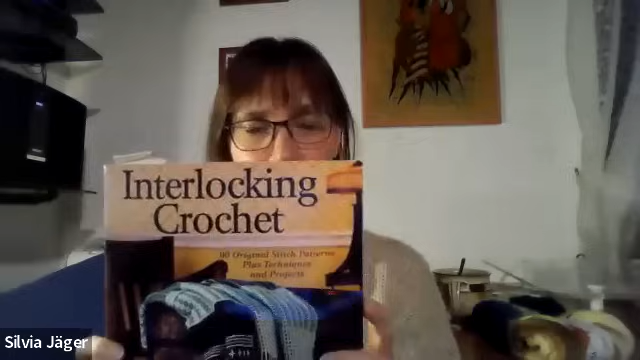 Interlocking
Crochet
80 Original Stitch Patterns
Plus Techniques
and Projects
Silvia Jäger